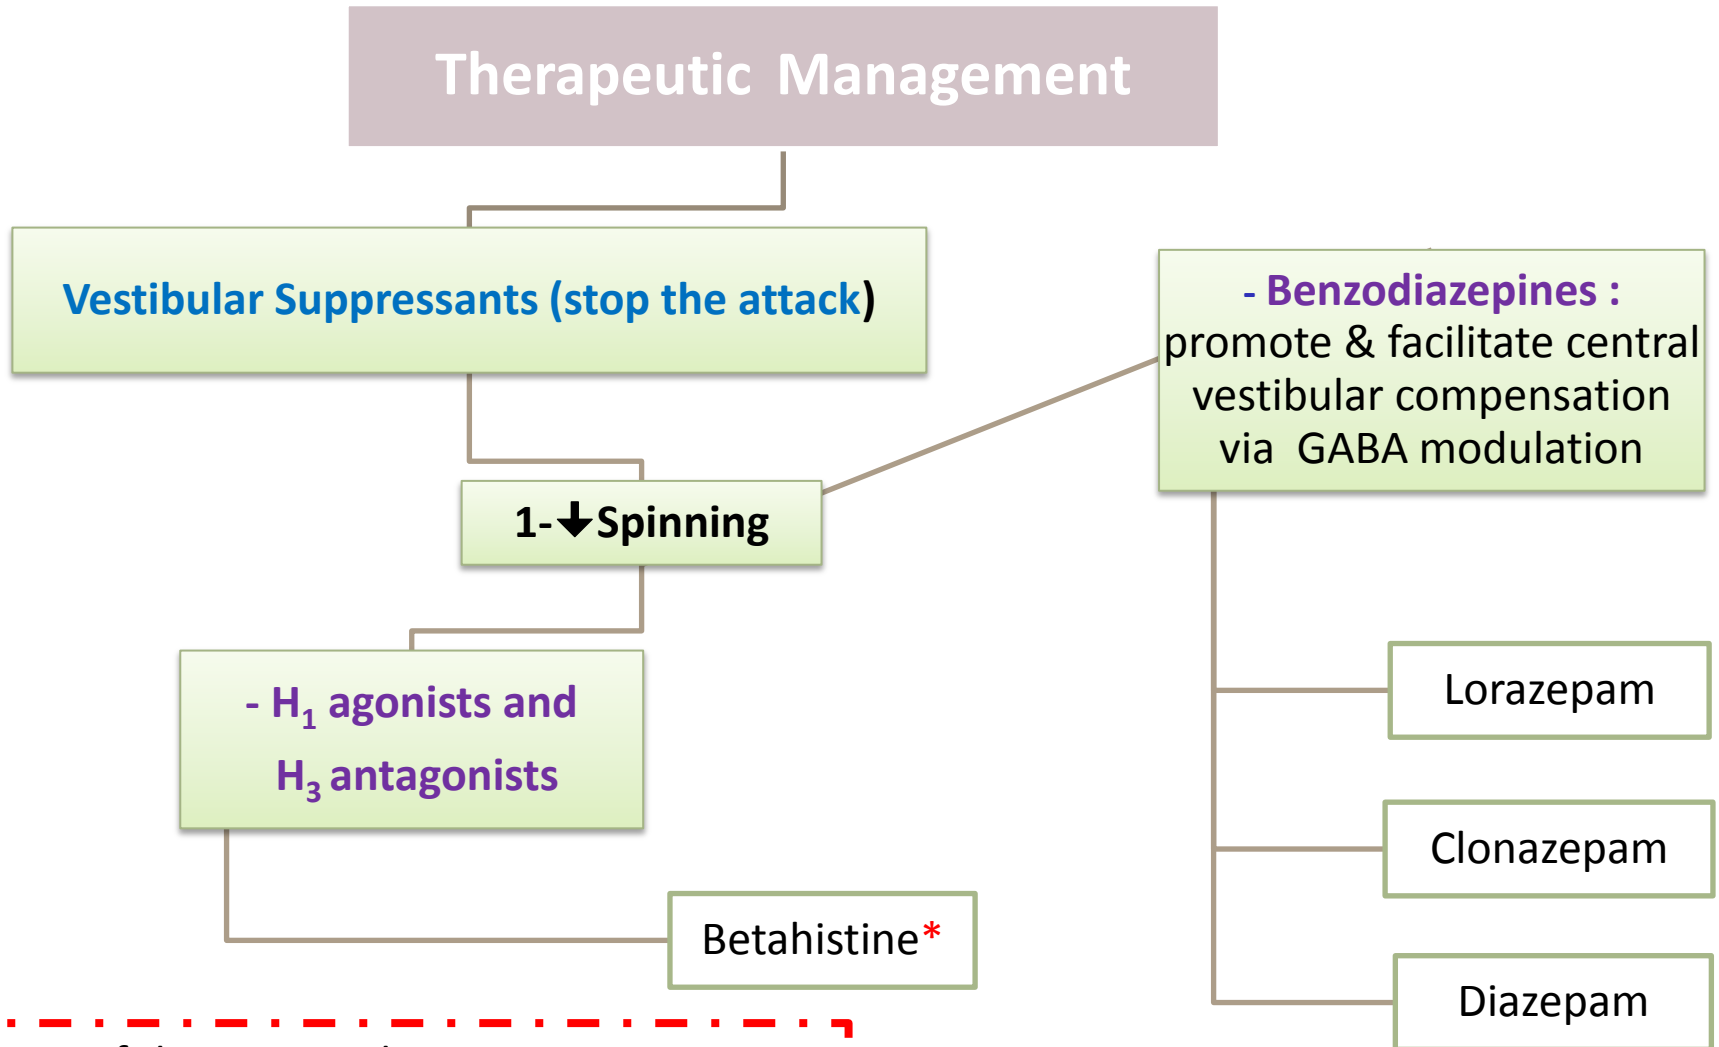 Therapeutic Management
Vestibular Suppressants (stop the attack)
- Benzodiazepines :
promote & facilitate central
vestibular compensation
via GABA modulation
1-🡇Spinning
- H₁ agonists and
H₃ antagonists
Lorazepam
Clonazepam
Betahistine*
Diazepam